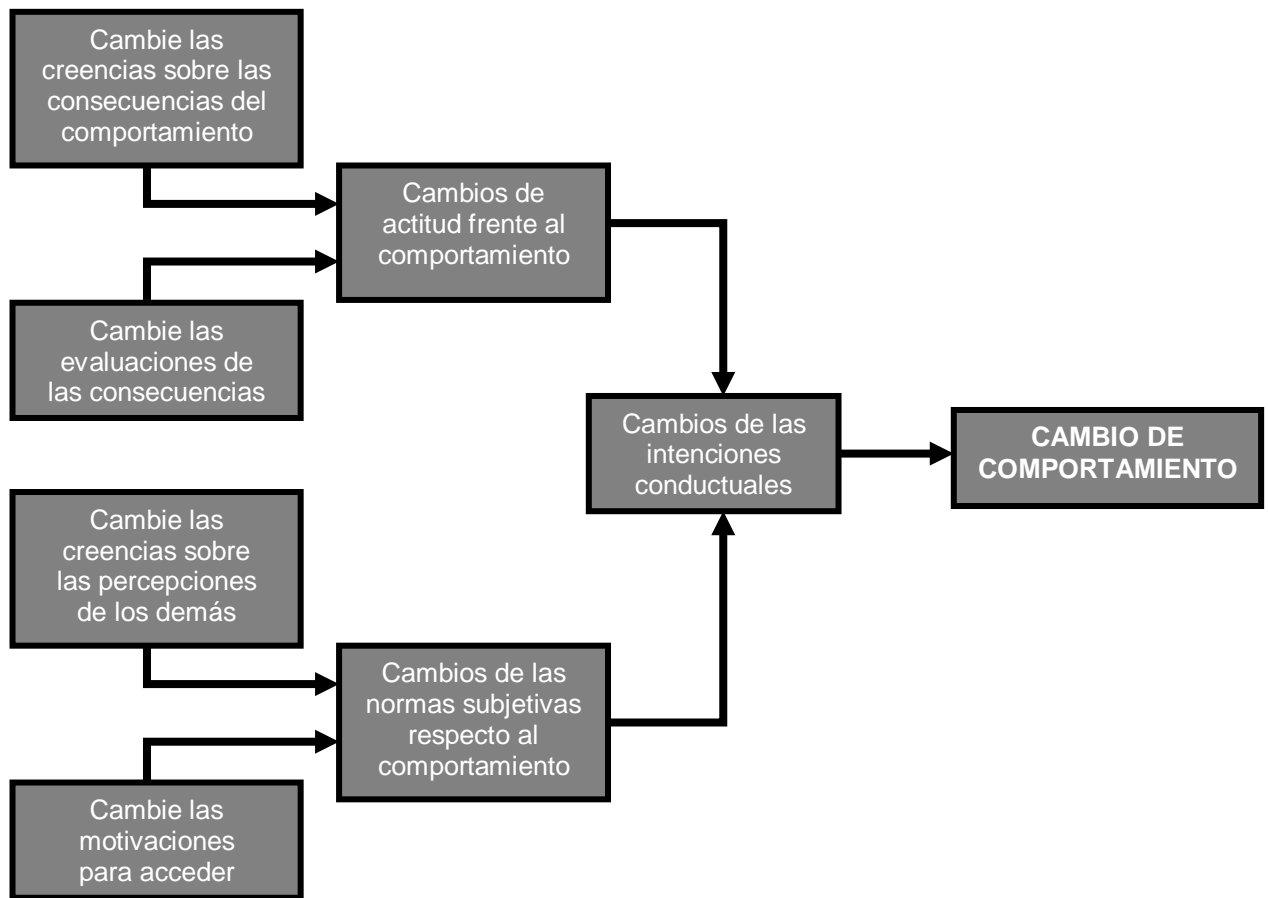 Cambie las
creencias sobre las
consecuencias del
comportamiento
Cambios de
actitud frente al
comportamiento
Cambie las
evaluaciones de
las consecuencias
Cambios de las
intenciones
conductuales
CAMBIO DE
COMPORTAMIENTO
Cambie las
creencias sobre
las percepciones
de los demás
Cambios de las
normas subjetivas
respecto al
comportamiento
Cambie las
motivaciones
para acceder